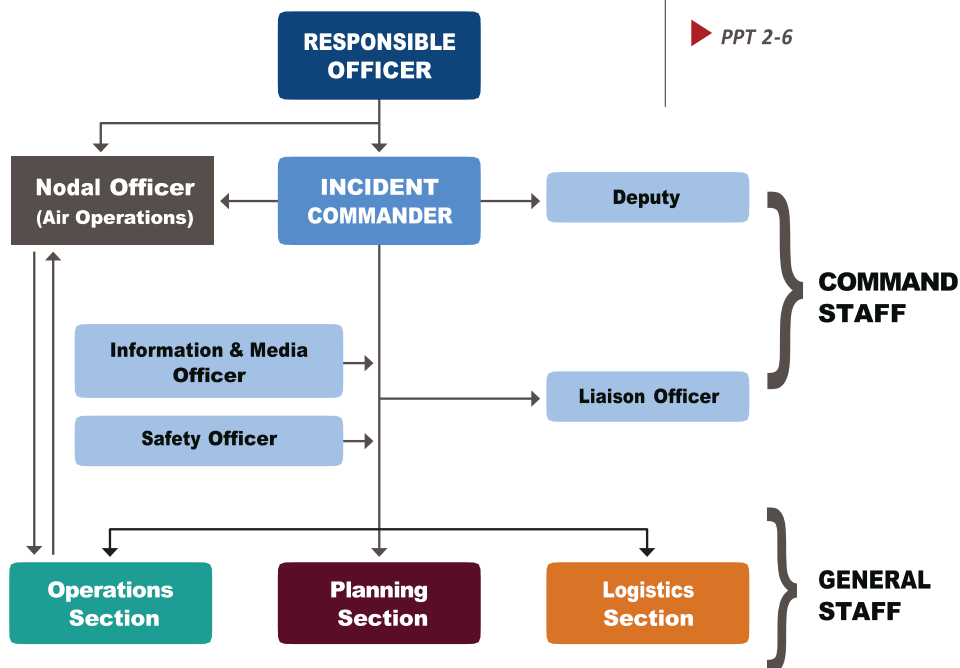 RESPONSIBLE
OFFICER
PPT 2-6
Nodal Officer
(Air Operations)
INCIDENT
COMMANDER
Deputy
COMMAND
STAFF
Information & Media
Officer
Liaison Officer
Safety Officer
Operations
Section
Planning
Section
Logistics
Section
GENERAL
STAFF